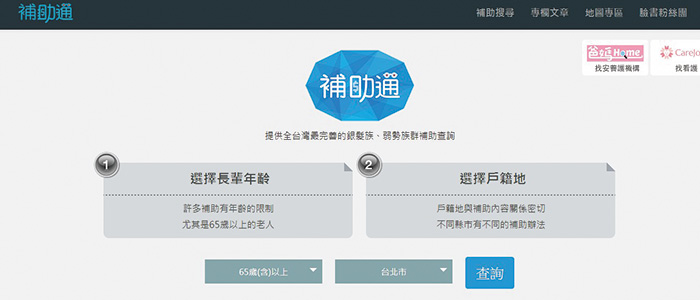 補助通
補助搜尋 專欄文章 地圖專區 臉書粉絲團
爸媽Home
找安養護機構
CareJo
找看護
補助通
提供全台灣最完善的銀髮族、弱勢族群補助查詢
1
選擇長輩年齡
許多補助有年齡的限制
尤其是65歲以上的老人
2
選擇戶籍地
戶籍地與補助內容關係密切
不同縣市有不同的補助辦法
65歲(含)以上
台北市
查詢